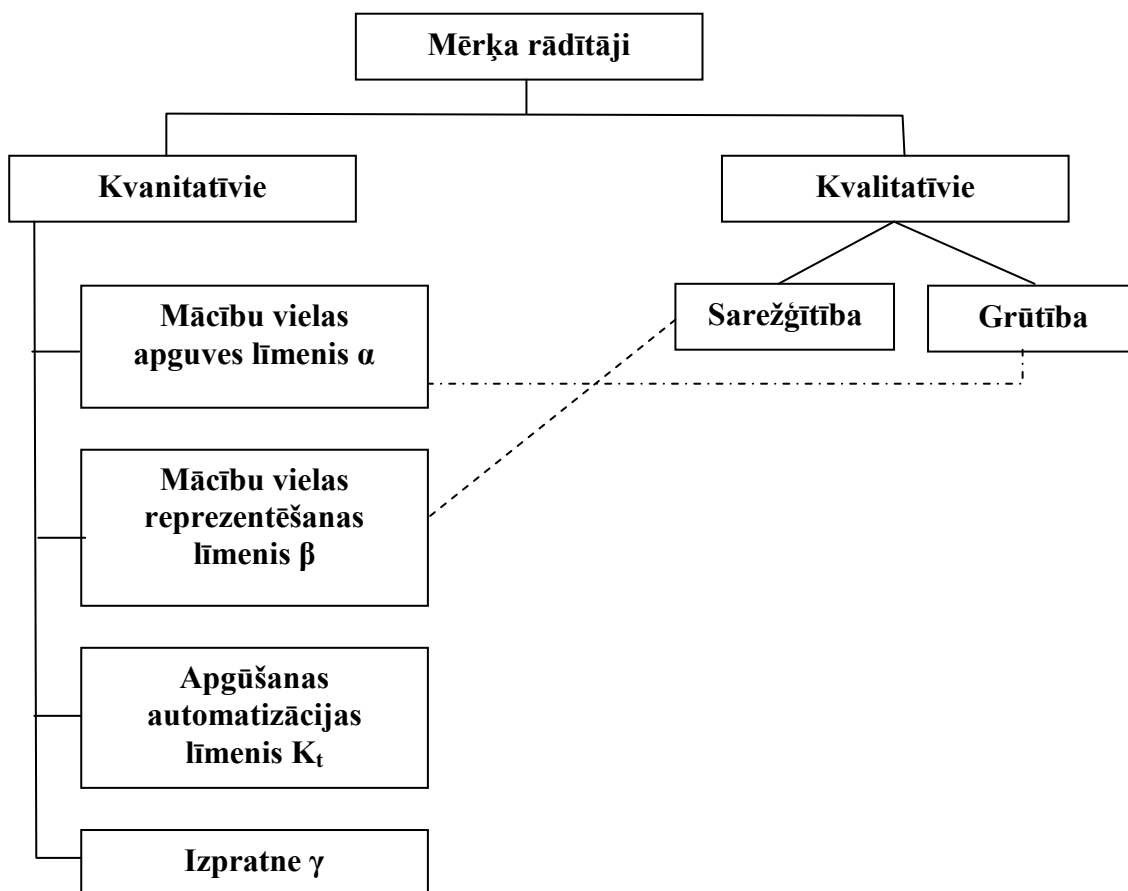 Mērķa rādītāji
Kvanitatīvie
Kvalitatīvie
Mācību vielas
apguves līmenis α
Sarežģītība
Grūtība
Mācību vielas
reprezentēšanas
līmenis β
Apgūšanas
automatizācijas
līmenis Kₜ
Izpratne γ